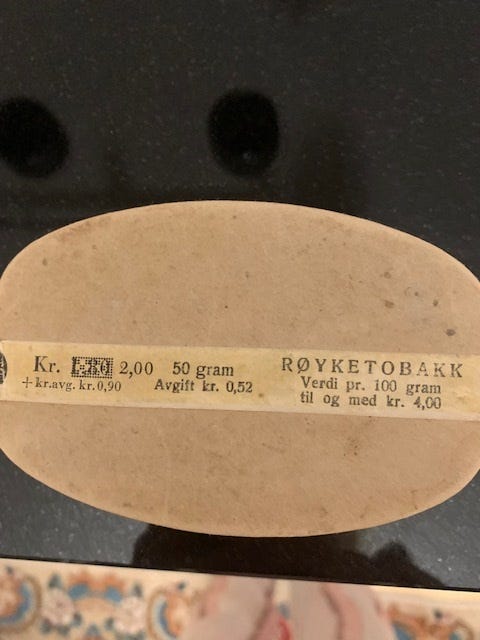 Kr. 2,00 50 gram
+ kr.avg. kr.0,90 Avgift kr. 0,52
RØYKETOBAKK
Verdi pr. 100 gram
til og med kr. 4,00